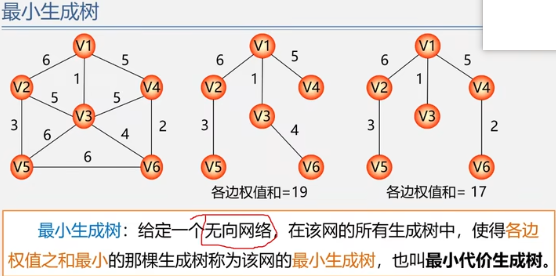 最小生成树
V1 V1 V1
6 5 6 5 6 5
1 1 1
V2 V4 V2 V4 V2 V4
5 5
V3 V3 V3
3 6 4 2 3 4 3 2
6
V5 V6 V5 V6 V5 V6
各边权值和=19 各边权值和= 17
最小生成树：给定一个无向网络，在该网的所有生成树中，使得各边
权值之和最小的那棵生成树称为该网的最小生成树，也叫最小代价生成树。